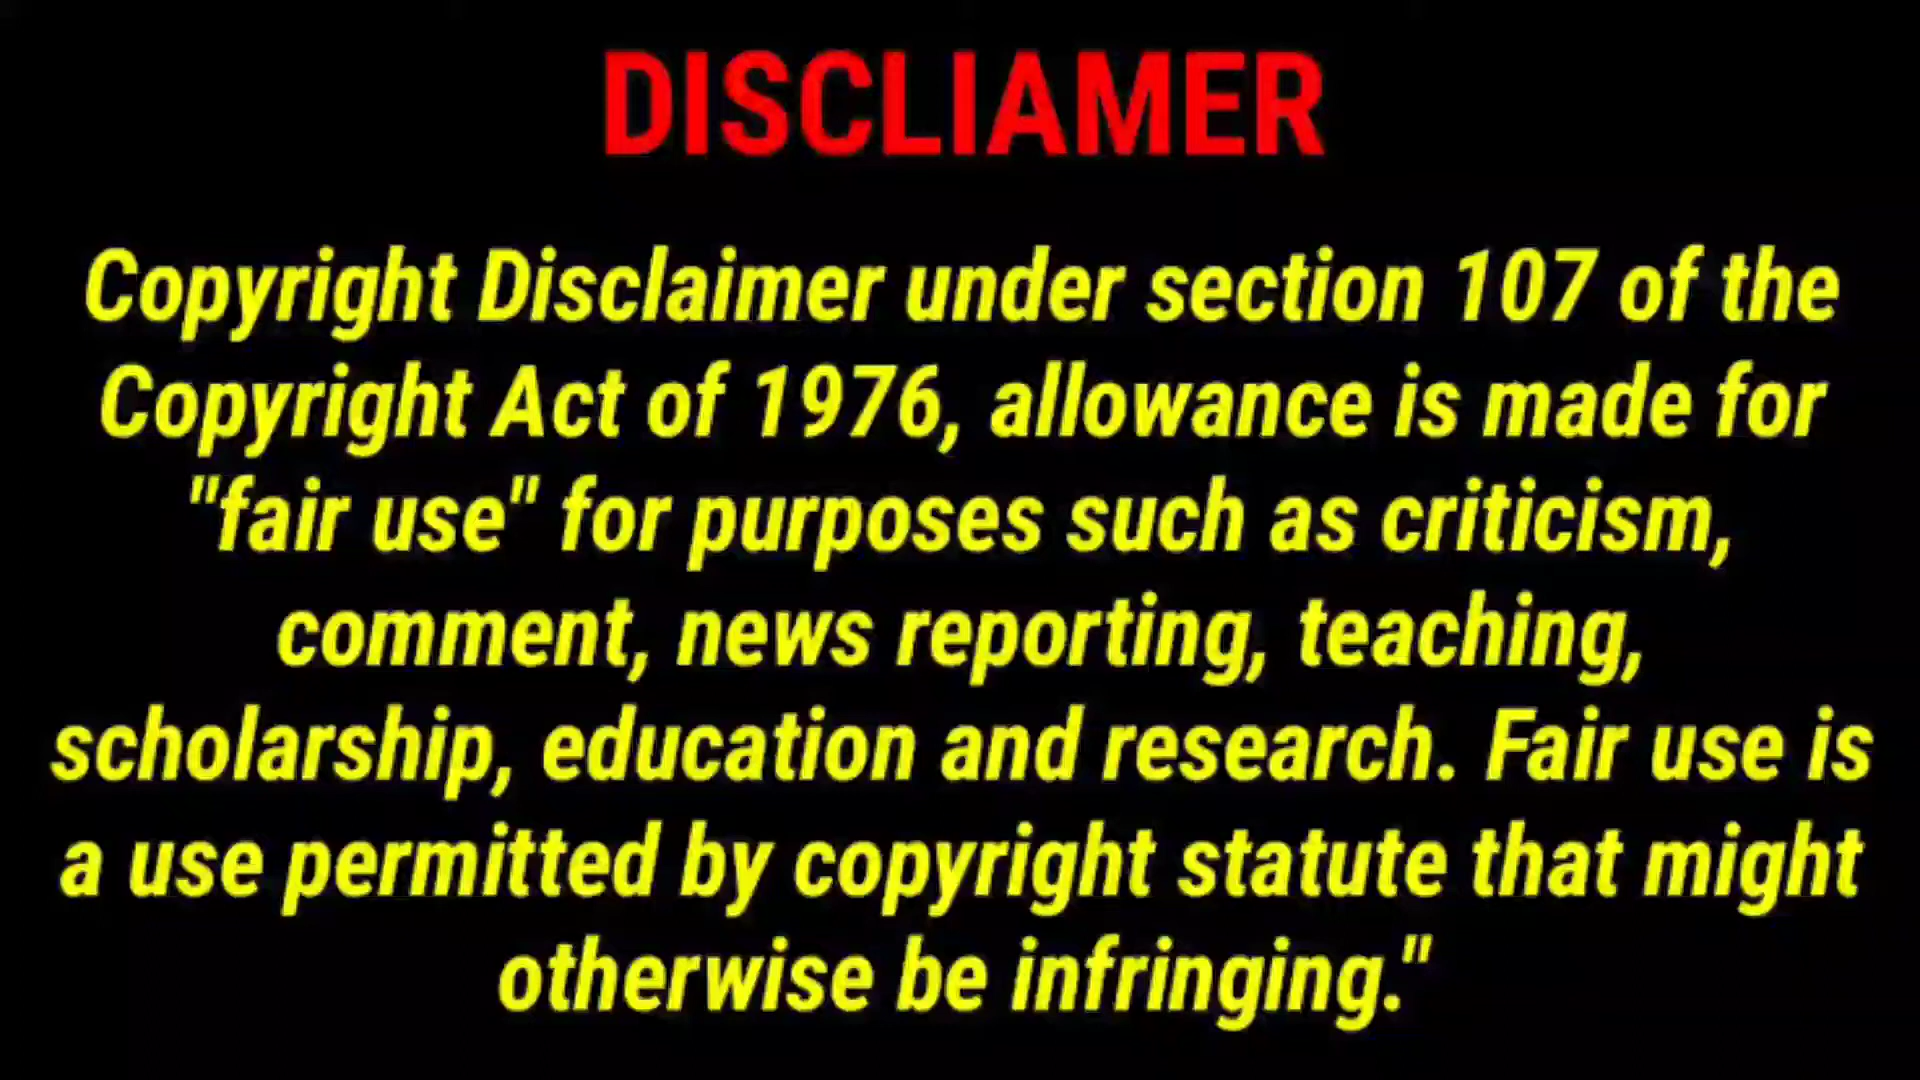 DISCLIAMER
Copyright Disclaimer under section 107 of the
Copyright Act of 1976, allowance is made for
"fair use" for purposes such as criticism,
comment, news reporting, teaching,
scholarship, education and research. Fair use is
a use permitted by copyright statute that might
otherwise be infringing."